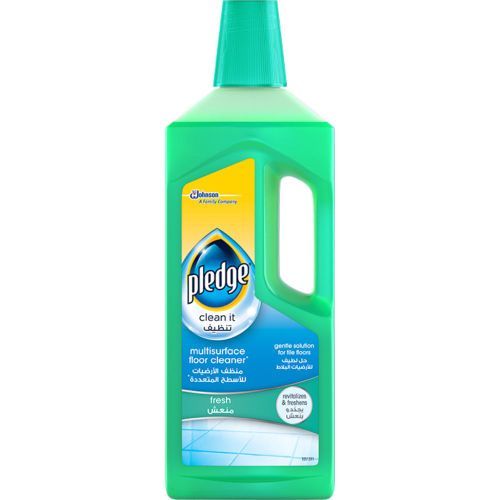 SC Johnson
A Family Company
pledge
clean it
تنظيف
multisurface
floor cleaner*
منظف الأرضيات
للأسطح المتعددة*
gentle solution
for tile floors
حل لطيف
للأرضيات البلاط
fresh
منعش
revitalizes
& freshens
يجدد و
ينعش